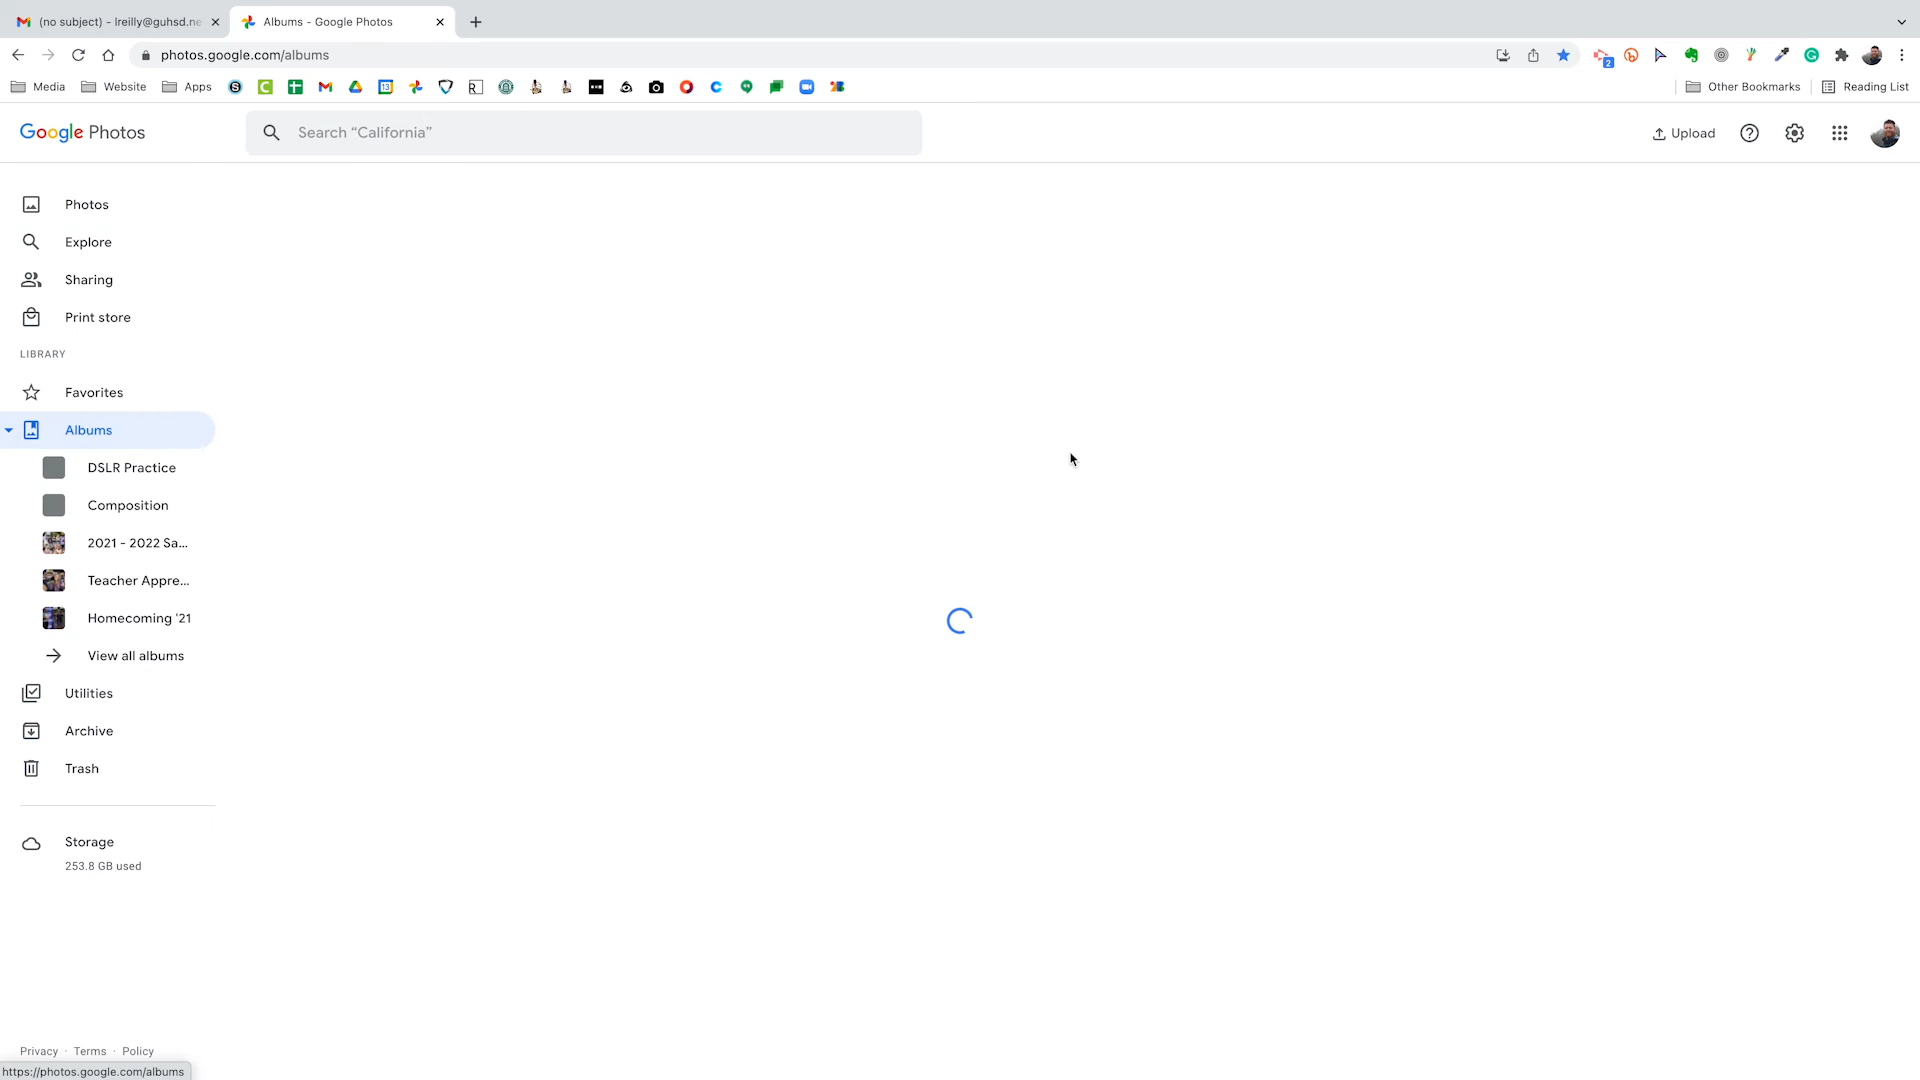 (no subject) - lreilly@guhsd.ne
Albums - Google Photos
photos.google.com/albums
2
Media
Website
Apps
13
Other Bookmarks
Reading List
Google Photos
Search “California”
Upload
Photos
Explore
Sharing
Print store
LIBRARY
Favorites
Albums
DSLR Practice
Composition
2021 - 2022 Sa...
Teacher Appre...
Homecoming '21
View all albums
Utilities
Archive
Trash
Storage
253.8 GB used
Privacy · Terms · Policy
https://photos.google.com/albums